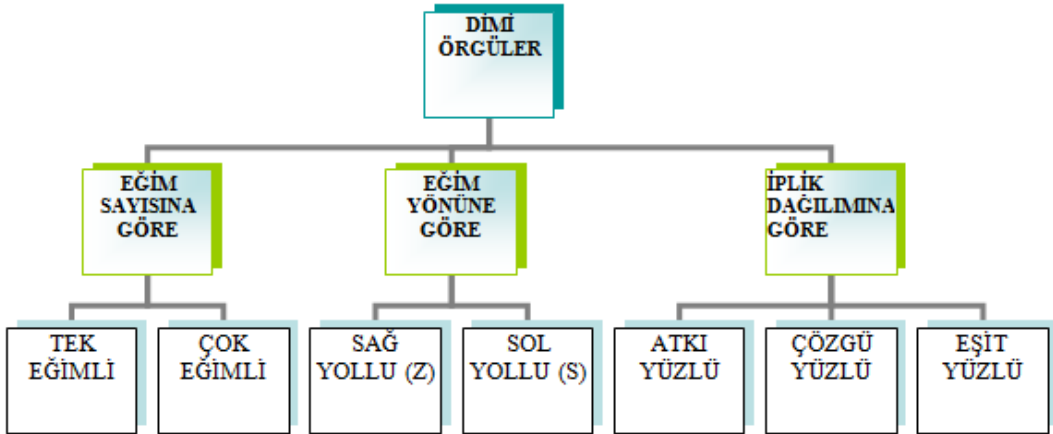 DİMİ
ÖRGÜLER
EĞİM
SAYISINA
GÖRE
EĞİM
YÖNÜNE
GÖRE
İPLİK
DAĞILIMINA
GÖRE
TEK
EĞİMLİ
ÇOK
EĞİMLİ
SAĞ
YOLLU (Z)
SOL
YOLLU (S)
ATKI
YÜZLÜ
ÇÖZGÜ
YÜZLÜ
EŞİT
YÜZLÜ